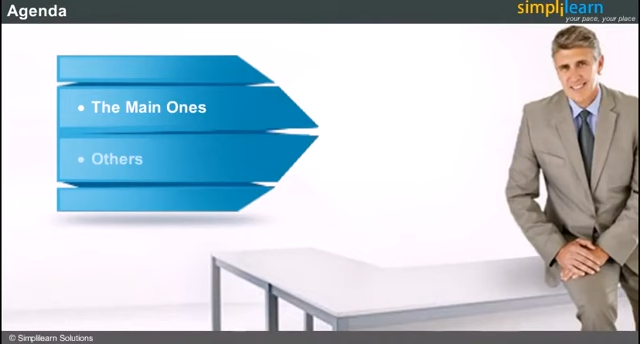 Agenda
simplilearn
your pace, your place
• The Main Ones
• Others
© Simplilearn Solutions